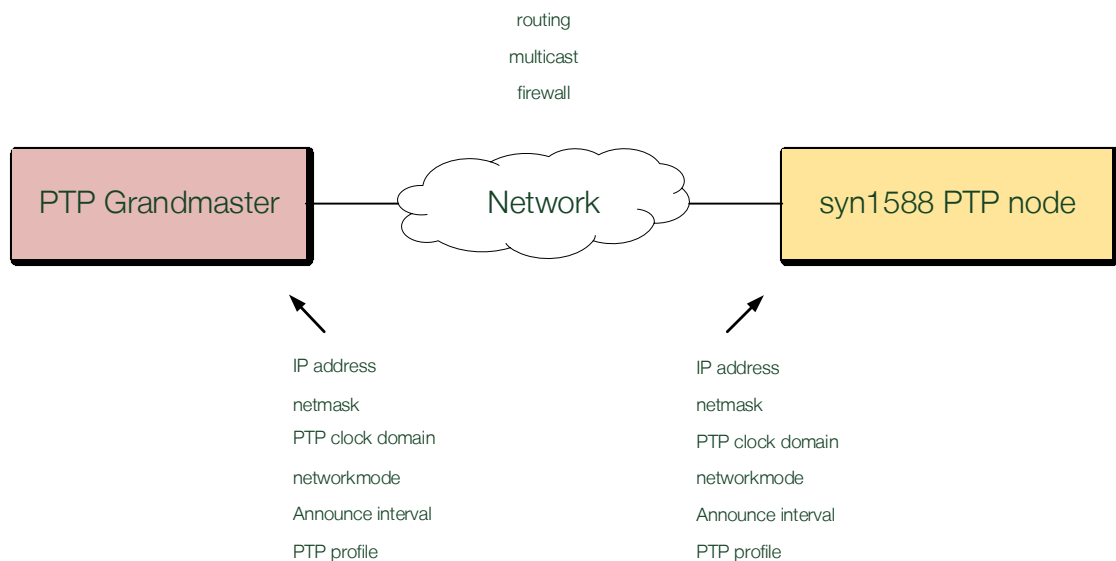 routing
multicast
firewall
PTP Grandmaster
Network
syn1588 PTP node
IP address
netmask
PTP clock domain
networkmode
Announce interval
PTP profile
IP address
netmask
PTP clock domain
networkmode
Announce interval
PTP profile